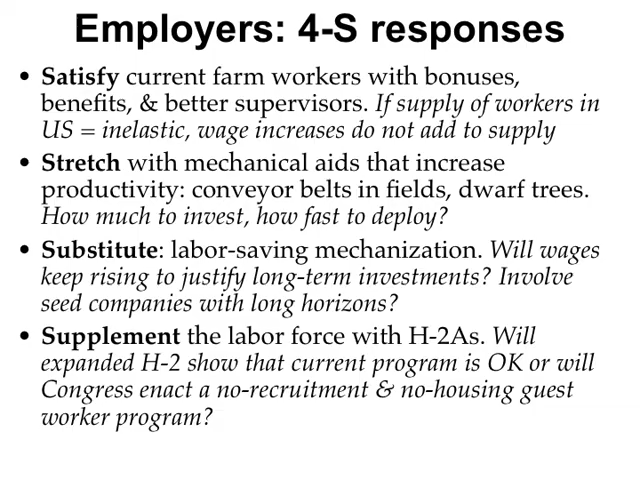 Employers: 4-S responses
• Satisfy current farm workers with bonuses,
benefits, & better supervisors. If supply of workers in
US = inelastic, wage increases do not add to supply
• Stretch with mechanical aids that increase
productivity: conveyor belts in fields, dwarf trees.
How much to invest, how fast to deploy?
• Substitute: labor-saving mechanization. Will wages
keep rising to justify long-term investments? Involve
seed companies with long horizons?
• Supplement the labor force with H-2As. Will
expanded H-2 show that current program is OK or will
Congress enact a no-recruitment & no-housing guest
worker program?